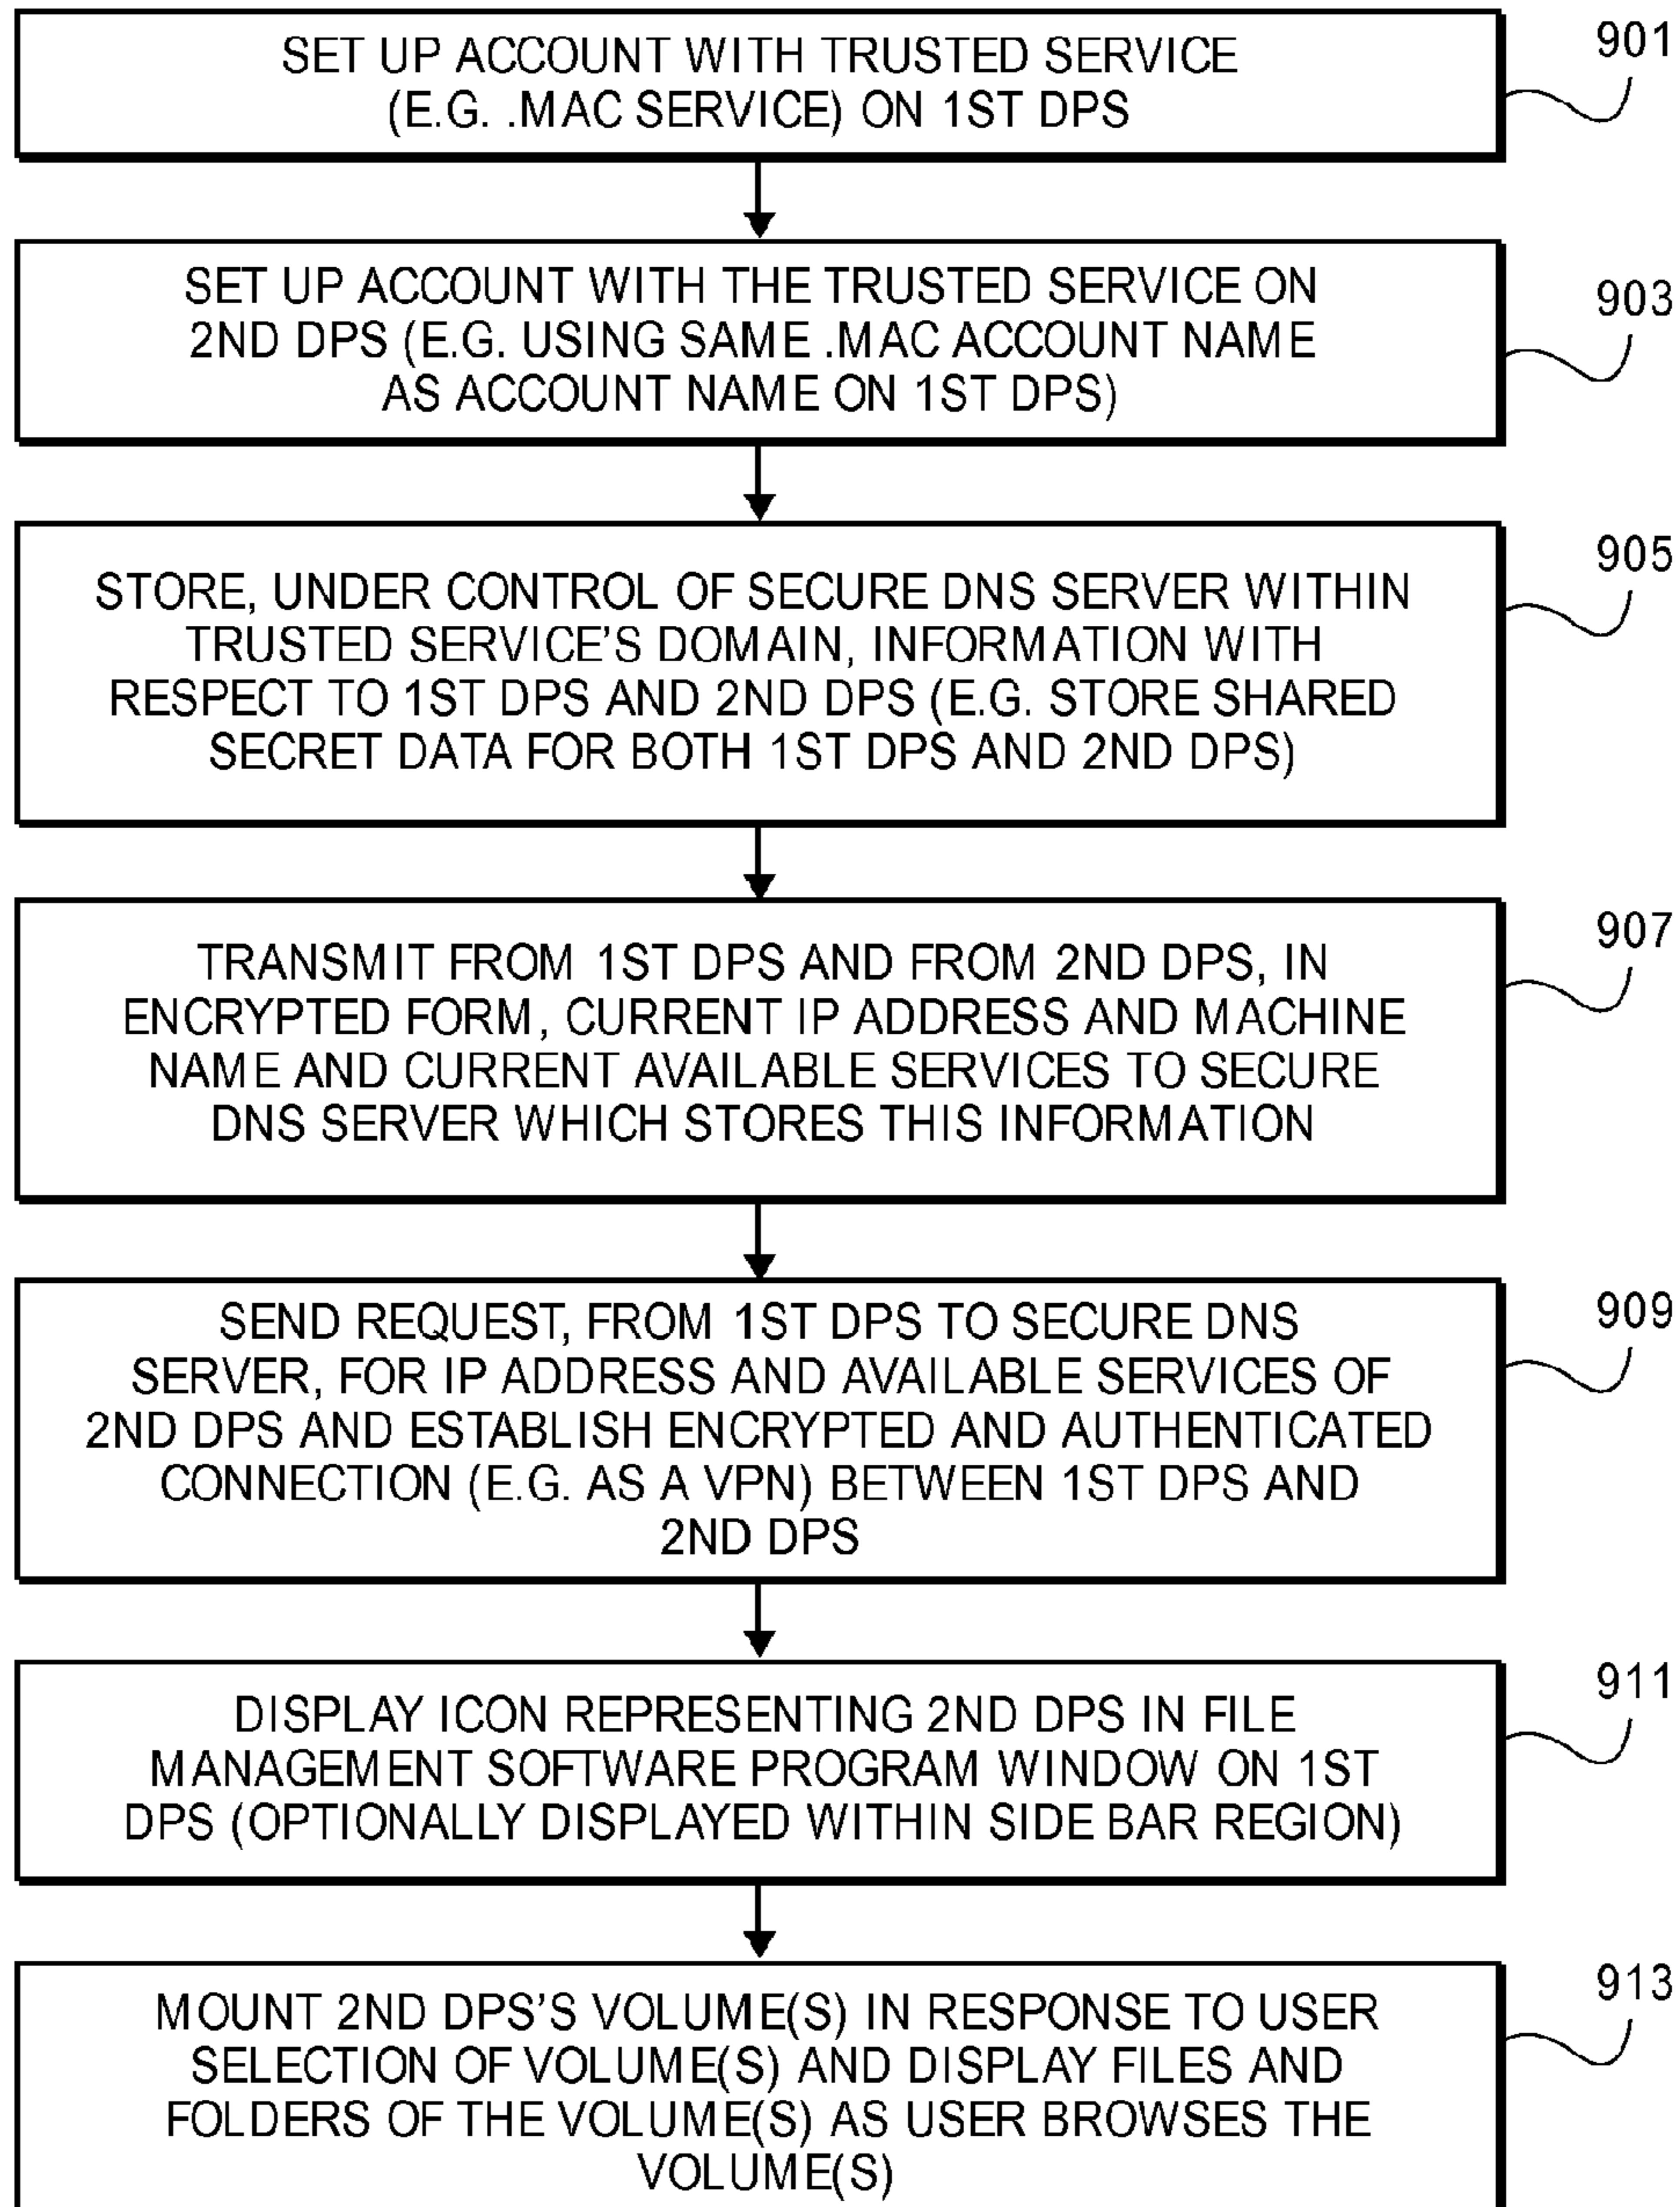 SET UP ACCOUNT WITH TRUSTED SERVICE
(E.G. .MAC SERVICE) ON 1ST DPS
901
SET UP ACCOUNT WITH THE TRUSTED SERVICE ON
2ND DPS (E.G. USING SAME .MAC ACCOUNT NAME
AS ACCOUNT NAME ON 1ST DPS)
903
STORE, UNDER CONTROL OF SECURE DNS SERVER WITHIN
TRUSTED SERVICE'S DOMAIN, INFORMATION WITH
RESPECT TO 1ST DPS AND 2ND DPS (E.G. STORE SHARED
SECRET DATA FOR BOTH 1ST DPS AND 2ND DPS)
905
TRANSMIT FROM 1ST DPS AND FROM 2ND DPS, IN
ENCRYPTED FORM, CURRENT IP ADDRESS AND MACHINE
NAME AND CURRENT AVAILABLE SERVICES TO SECURE
DNS SERVER WHICH STORES THIS INFORMATION
907
SEND REQUEST, FROM 1ST DPS TO SECURE DNS
SERVER, FOR IP ADDRESS AND AVAILABLE SERVICES OF
2ND DPS AND ESTABLISH ENCRYPTED AND AUTHENTICATED
CONNECTION (E.G. AS A VPN) BETWEEN 1ST DPS AND
2ND DPS
909
DISPLAY ICON REPRESENTING 2ND DPS IN FILE
MANAGEMENT SOFTWARE PROGRAM WINDOW ON 1ST
DPS (OPTIONALLY DISPLAYED WITHIN SIDE BAR REGION)
911
MOUNT 2ND DPS'S VOLUME(S) IN RESPONSE TO USER
SELECTION OF VOLUME(S) AND DISPLAY FILES AND
FOLDERS OF THE VOLUME(S) AS USER BROWSES THE
VOLUME(S)
913